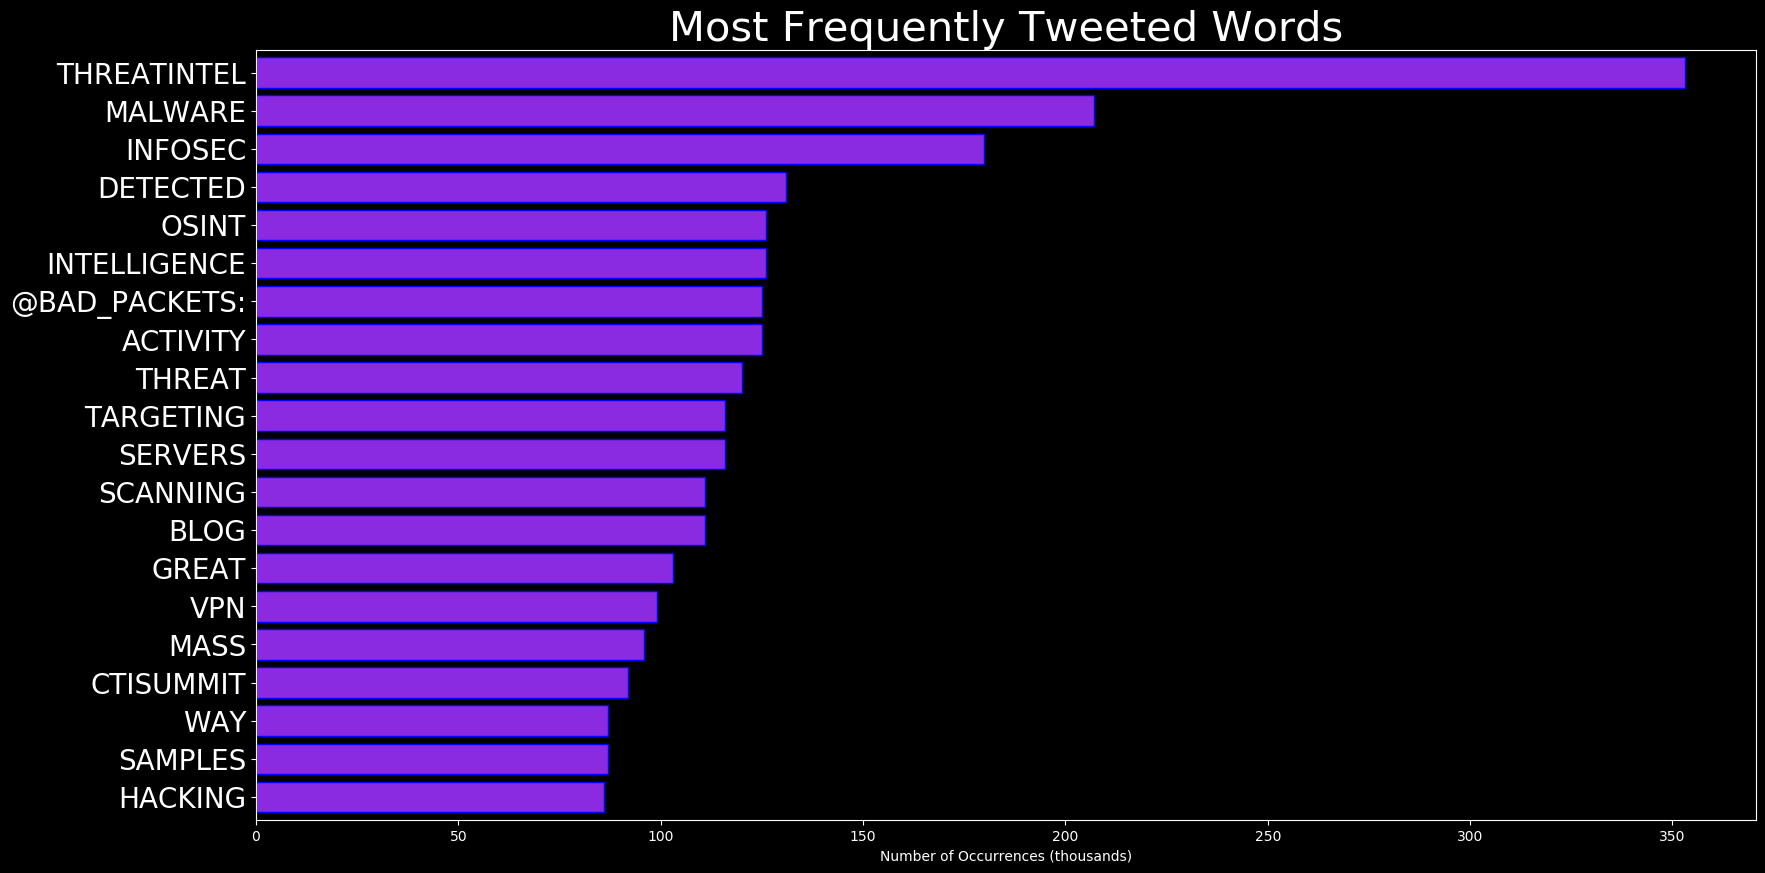 Most Frequently Tweeted Words
THREATINTEL
MALWARE
INFOSEC
DETECTED
OSINT
INTELLIGENCE
@BAD_PACKETS:
ACTIVITY
THREAT
TARGETING
SERVERS
SCANNING
BLOG
GREAT
VPN
MASS
CTISUMMIT
WAY
SAMPLES
HACKING
0 50 100 150 200 250 300 350
Number of Occurrences (thousands)